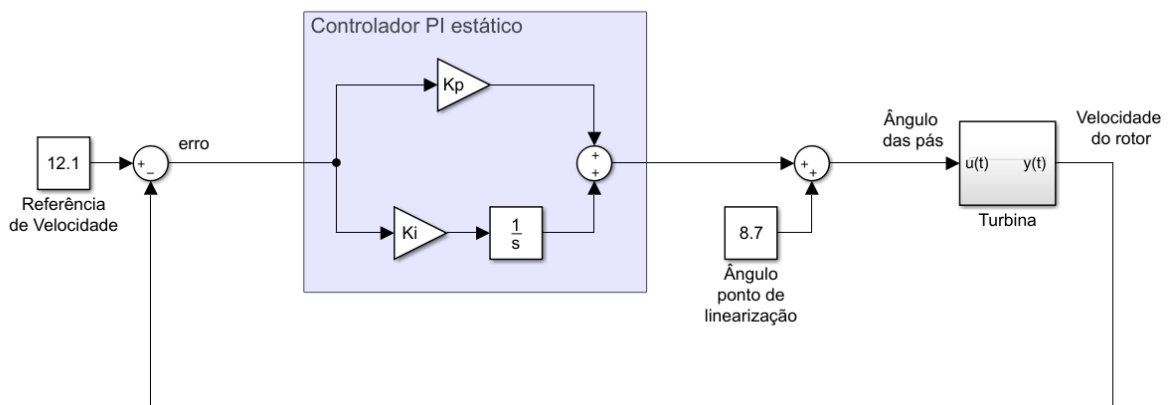 Controlador PI estático
Kp
Ângulo
das pás
Velocidade
do rotor
erro
12.1
+
−
+
+
+
+
u(t)
y(t)
Referência
de Velocidade
Ki
1
s
8.7
Turbina
Ângulo
ponto de
linearização